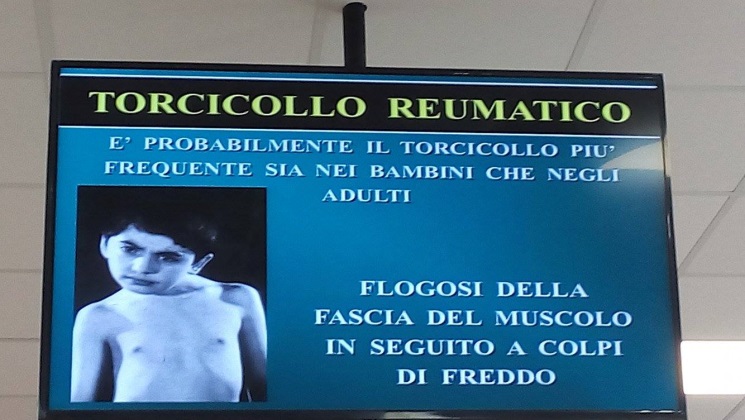 TORCICOLLO REUMATICO
E' PROBABILMENTE IL TORCICOLLO PIU'
FREQUENTE SIA NEI BAMBINI CHE NEGLI
ADULTI
FLOGOSI DELLA
FASCIA DEL MUSCOLO
IN SEGUITO A COLPI
DI FREDDO